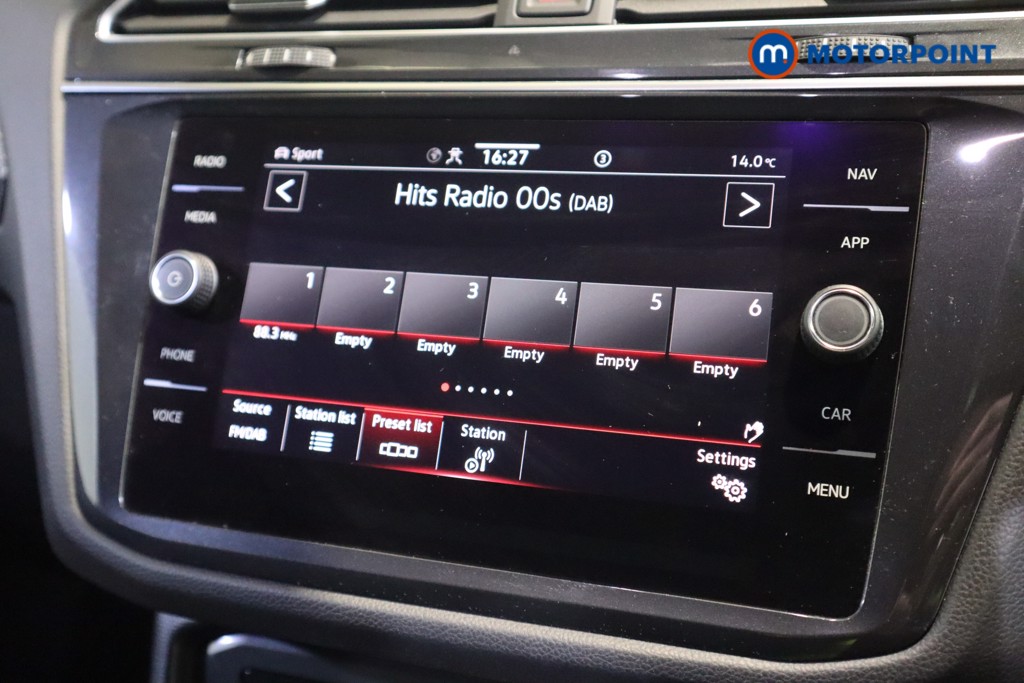 m MOTORPOINT
RADIO
MEDIA
PHONE
VOICE
Sport
16:27
3
14.0°C
<
Hits Radio 00s (DAB)
>
1 2 3 4 5 6
88.3 MHz Empty Empty Empty Empty Empty
Source
FM/DAB
Station list
Preset list
Station
Settings
NAV
APP
CAR
MENU